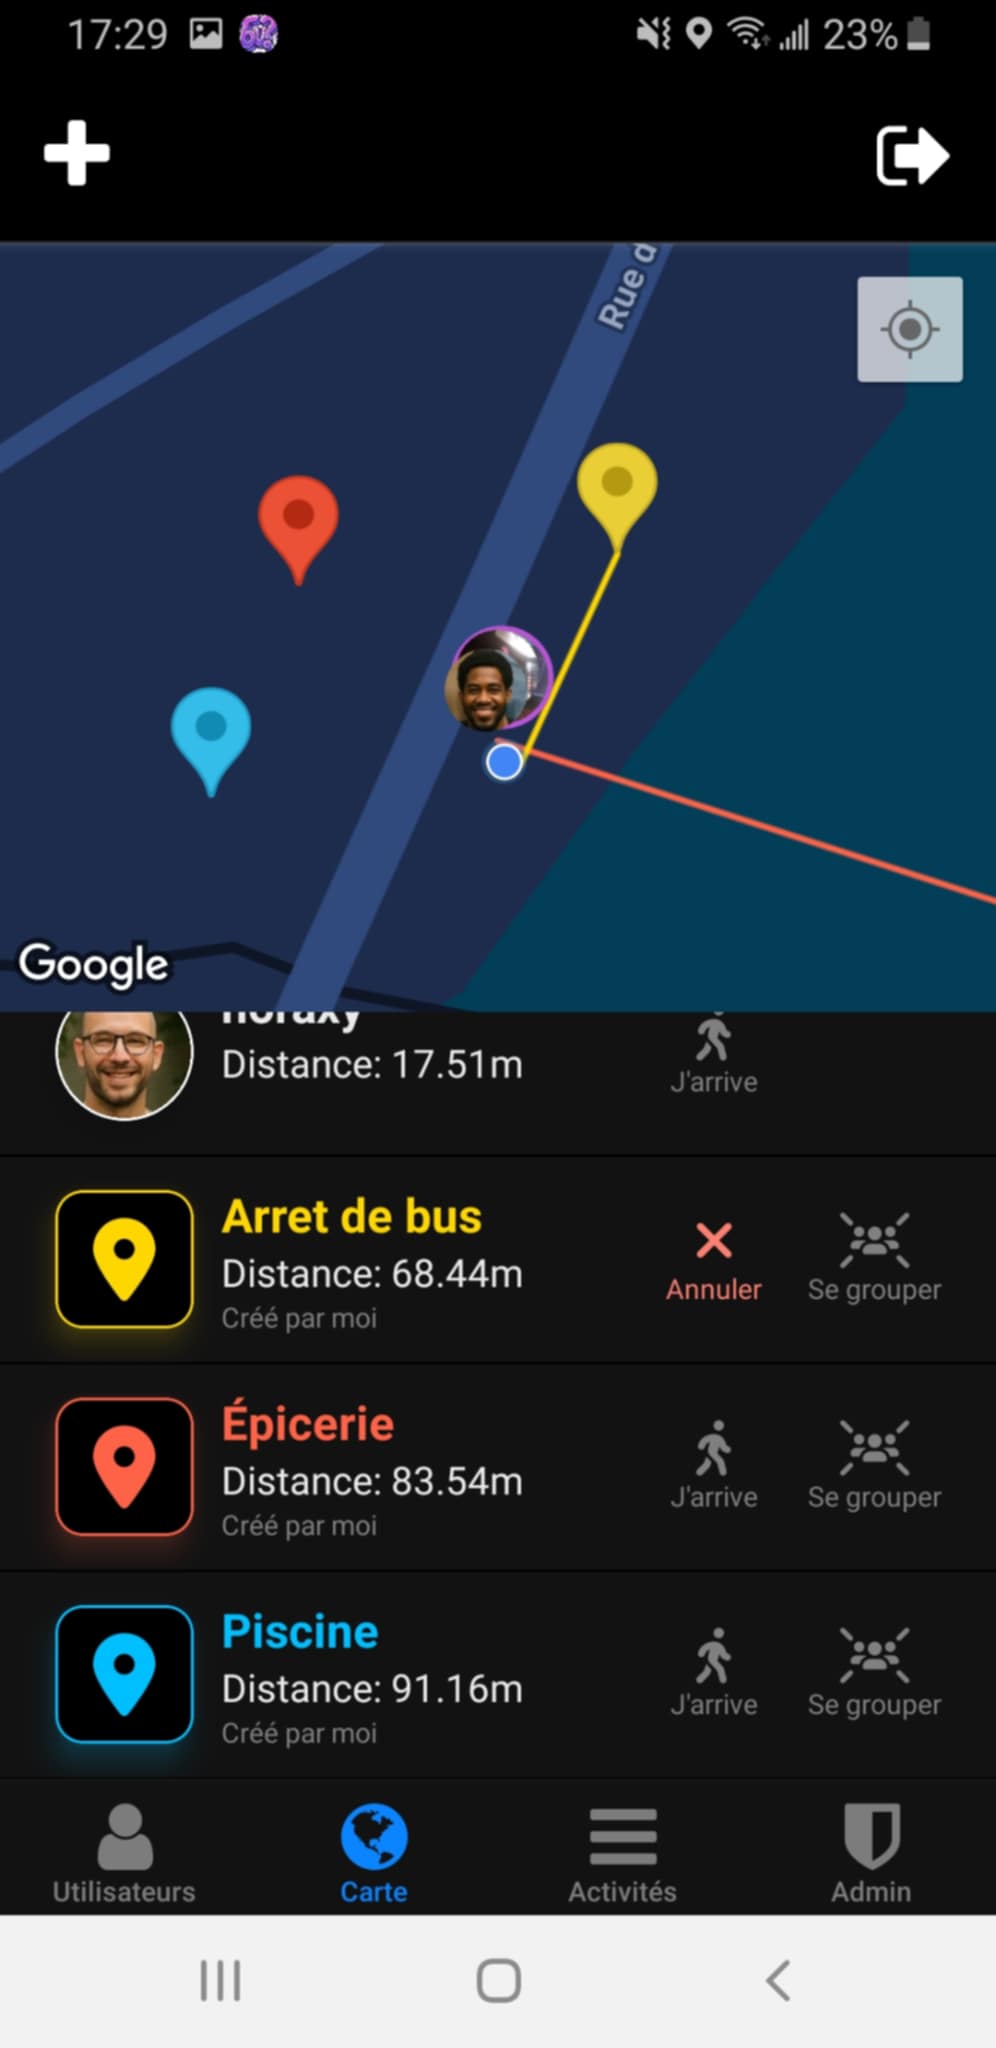 17:29
23%
Rue d
Google
noraxy
Distance: 17.51m
J'arrive
Arret de bus
Distance: 68.44m
Créé par moi
Annuler
Se grouper
Épicerie
Distance: 83.54m
Créé par moi
J'arrive
Se grouper
Piscine
Distance: 91.16m
Créé par moi
J'arrive
Se grouper
Utilisateurs
Carte
Activités
Admin